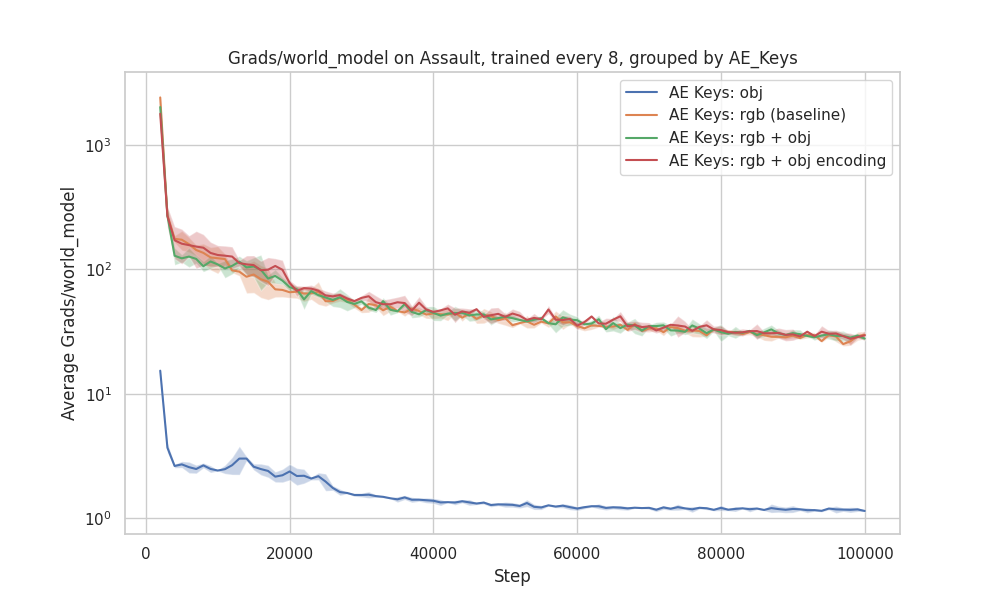 Grads/world_model on Assault, trained every 8, grouped by AE_Keys
AE Keys: obj
AE Keys: rgb (baseline)
AE Keys: rgb + obj
AE Keys: rgb + obj encoding
Average Grads/world_model
10³
10²
10¹
10⁰
0 20000 40000 60000 80000 100000
Step